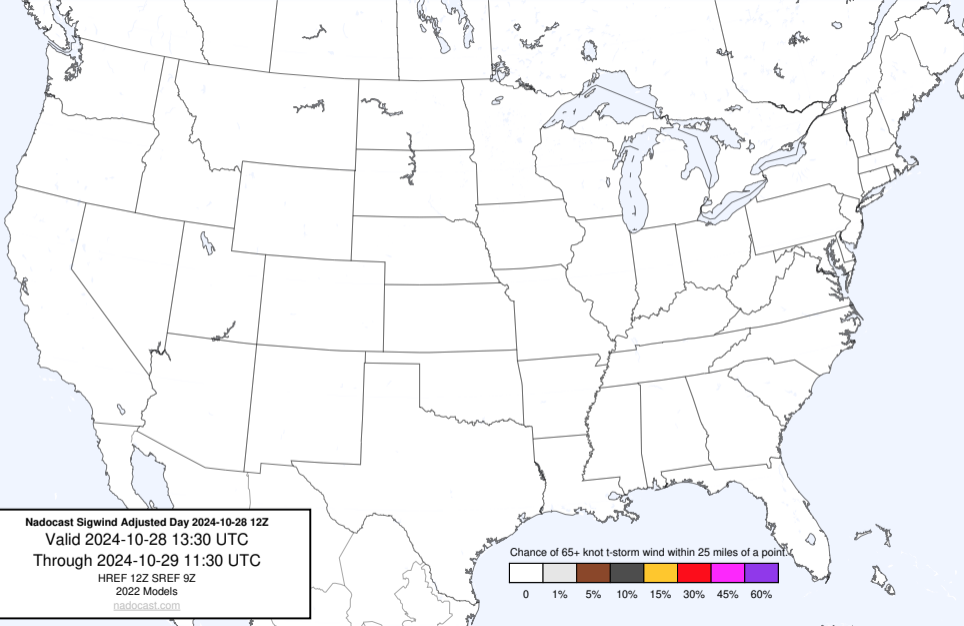 Nadocast Sigwind Adjusted Day 2024-10-28 12Z
Valid 2024-10-28 13:30 UTC
Through 2024-10-29 11:30 UTC
HREF 12Z SREF 9Z
2022 Models
nadocast.com
Chance of 65+ knot t-storm wind within 25 miles of a point.
0 1% 5% 10% 15% 30% 45% 60%